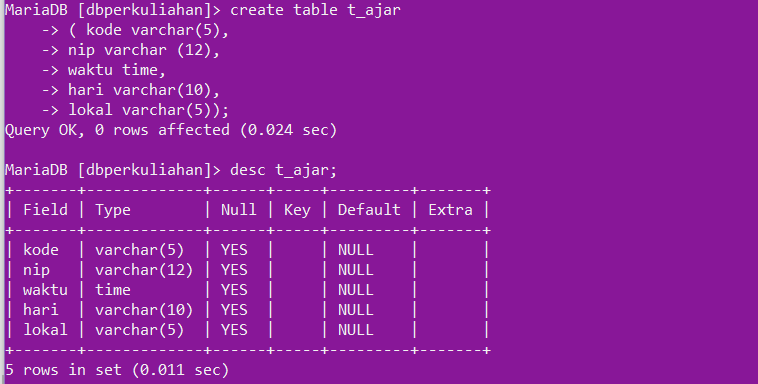 MariaDB [dbperkuliahan]> create table t_ajar
    -> ( kode varchar(5),
    -> nip varchar (12),
    -> waktu time,
    -> hari varchar(10),
    -> lokal varchar(5));
Query OK, 0 rows affected (0.024 sec)

MariaDB [dbperkuliahan]> desc t_ajar;
+-------+-------------+------+-----+---------+-------+
| Field | Type        | Null | Key | Default | Extra |
+-------+-------------+------+-----+---------+-------+
| kode  | varchar(5)  | YES  |     | NULL    |       |
| nip   | varchar(12) | YES  |     | NULL    |       |
| waktu | time        | YES  |     | NULL    |       |
| hari  | varchar(10) | YES  |     | NULL    |       |
| lokal | varchar(5)  | YES  |     | NULL    |       |
+-------+-------------+------+-----+---------+-------+
5 rows in set (0.011 sec)